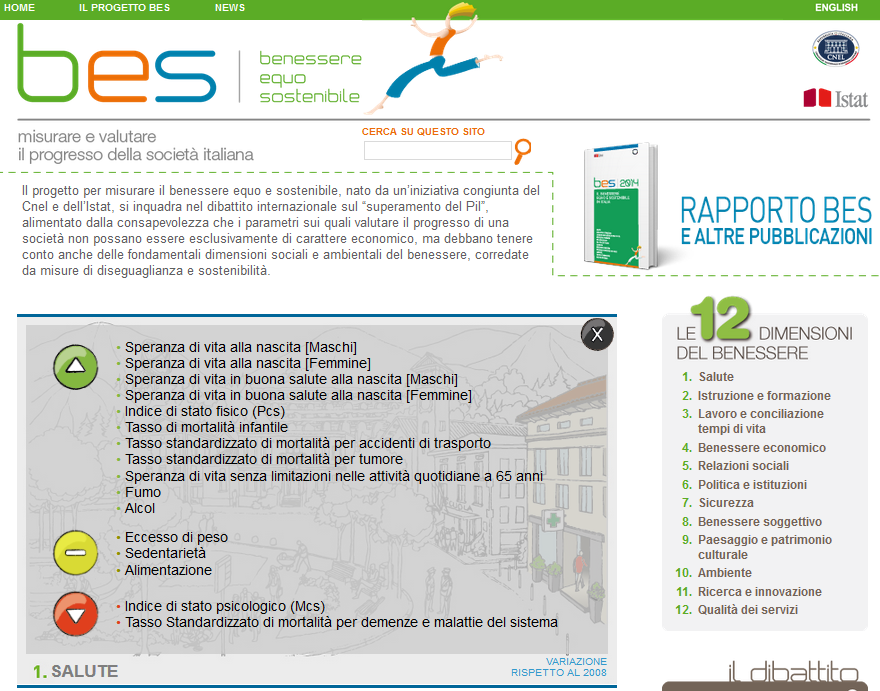 HOME IL PROGETTO BES NEWS ENGLISH
bes
benessere
equo
sostenibile
CNEL
Istat
misurare e valutare
il progresso della società italiana
CERCA SU QUESTO SITO
Il progetto per misurare il benessere equo e sostenibile, nato da un'iniziativa congiunta del
Cnel e dell'Istat, si inquadra nel dibattito internazionale sul "superamento del Pil",
alimentato dalla consapevolezza che i parametri sui quali valutare il progresso di una
società non possano essere esclusivamente di carattere economico, ma debbano tenere
conto anche delle fondamentali dimensioni sociali e ambientali del benessere, corredate
da misure di diseguaglianza e sostenibilità.
bes 2014
RAPPORTO BES
E ALTRE PUBBLICAZIONI
X
Speranza di vita alla nascita [Maschi]
Speranza di vita alla nascita [Femmine]
Speranza di vita in buona salute alla nascita [Maschi]
Speranza di vita in buona salute alla nascita [Femmine]
Indice di stato fisico (Pcs)
Tasso di mortalità infantile
Tasso standardizzato di mortalità per accidenti di trasporto
Tasso standardizzato di mortalità per tumore
Speranza di vita senza limitazioni nelle attività quotidiane a 65 anni
Fumo
Alcol
Eccesso di peso
Sedentarietà
Alimentazione
Indice di stato psicologico (Mcs)
Tasso Standardizzato di mortalità per demenze e malattie del sistema
1. SALUTE
VARIAZIONE
RISPETTO AL 2008
LE 12 DIMENSIONI
DEL BENESSERE
1. Salute
2. Istruzione e formazione
3. Lavoro e conciliazione
tempi di vita
4. Benessere economico
5. Relazioni sociali
6. Politica e istituzioni
7. Sicurezza
8. Benessere soggettivo
9. Paesaggio e patrimonio
culturale
10. Ambiente
11. Ricerca e innovazione
12. Qualità dei servizi
il dibattito